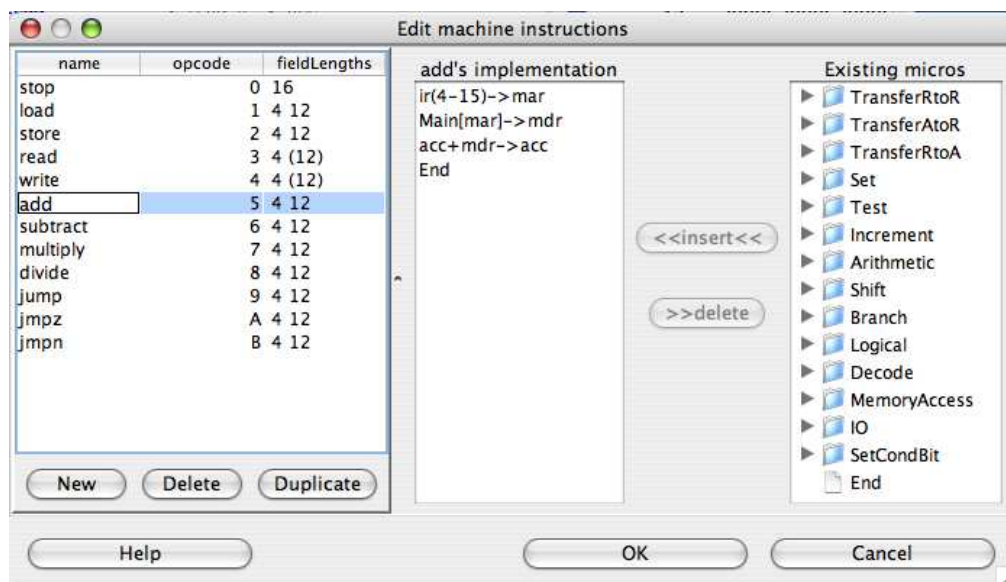 Edit machine instructions
name opcode fieldLengths
stop 0 16
load 1 4 12
store 2 4 12
read 3 4 (12)
write 4 4 (12)
add 5 4 12
subtract 6 4 12
multiply 7 4 12
divide 8 4 12
jump 9 4 12
jmpz A 4 12
jmpn B 4 12
New Delete Duplicate
add's implementation
ir(4-15)->mar
Main[mar]->mdr
acc+mdr->acc
End
<<insert<<
>>delete
Existing micros
TransferRtoR
TransferAtoR
TransferRtoA
Set
Test
Increment
Arithmetic
Shift
Branch
Logical
Decode
MemoryAccess
IO
SetCondBit
End
Help OK Cancel